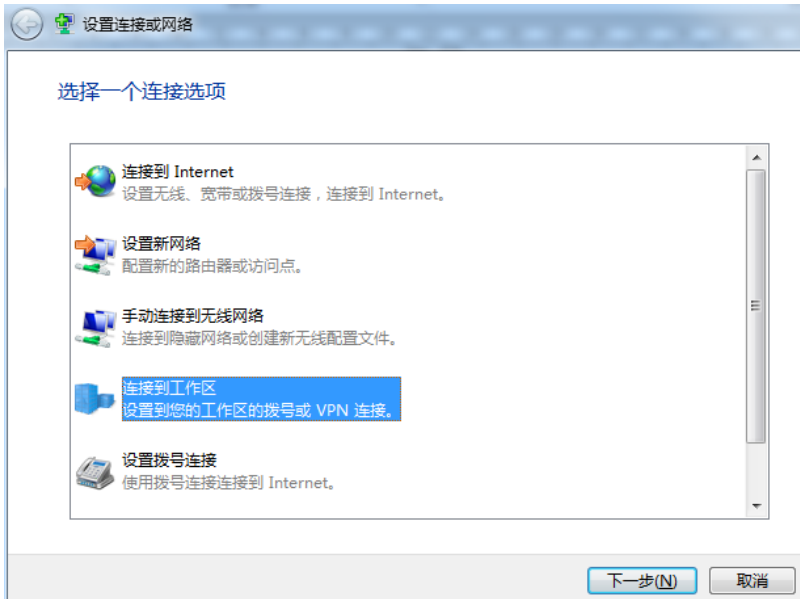 设置连接或网络
选择一个连接选项
连接到 Internet
设置无线、宽带或拨号连接，连接到 Internet。
设置新网络
配置新的路由器或访问点。
手动连接到无线网络
连接到隐藏网络或创建新无线配置文件。
连接到工作区
设置到您的工作区的拨号或 VPN 连接。
设置拨号连接
使用拨号连接连接到 Internet。
下一步(N) 取消